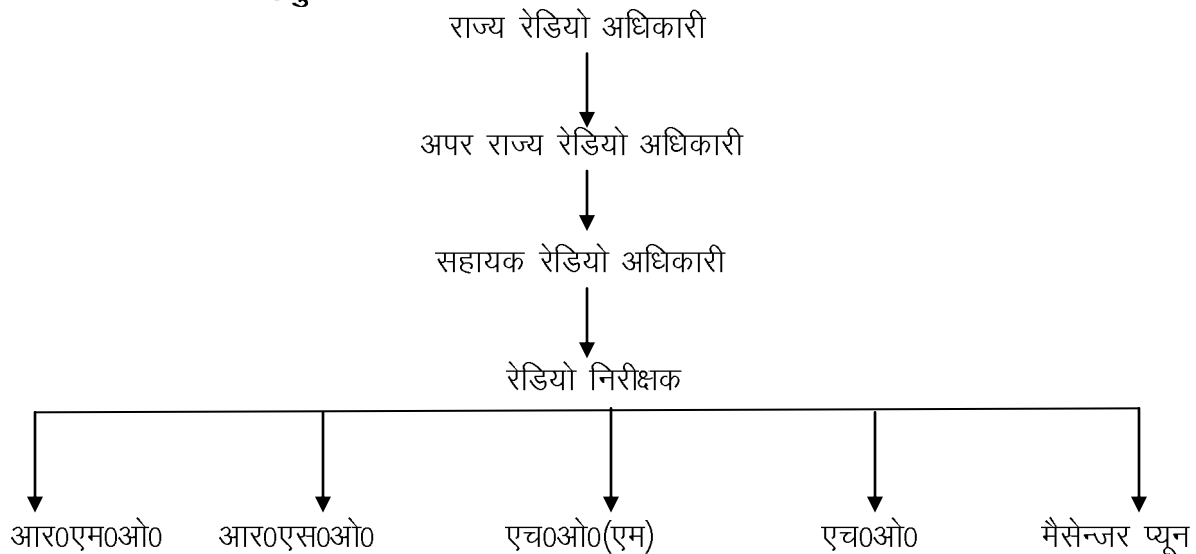 राज्य रेडियो अधिकारी
अपर राज्य रेडियो अधिकारी
सहायक रेडियो अधिकारी
रेडियो निरीक्षक
आर0एम0ओ0 आर0एस0ओ0 एच0ओ0(एम) एच0ओ0 मैसेन्जर प्यून